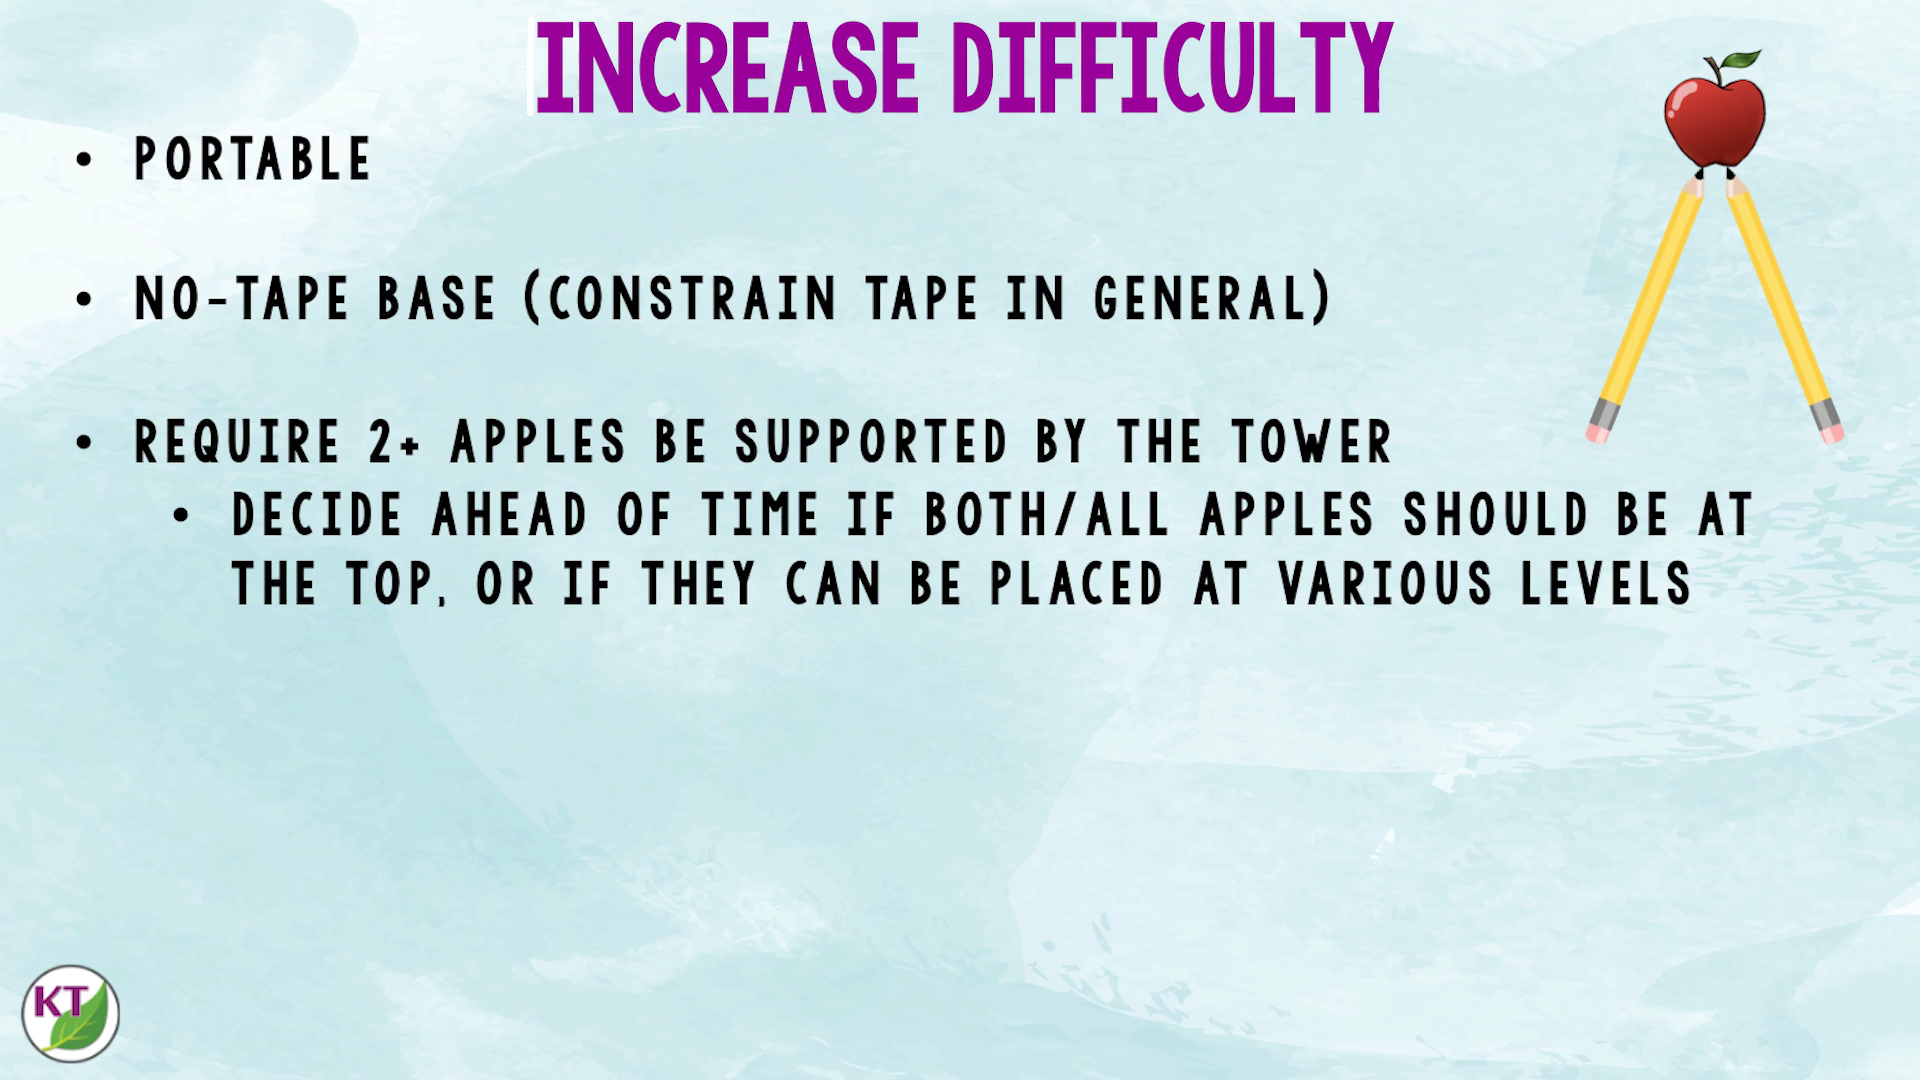 INCREASE DIFFICULTY
• PORTABLE
• NO-TAPE BASE (CONSTRAIN TAPE IN GENERAL)
• REQUIRE 2+ APPLES BE SUPPORTED BY THE TOWER
• DECIDE AHEAD OF TIME IF BOTH/ALL APPLES SHOULD BE AT
THE TOP, OR IF THEY CAN BE PLACED AT VARIOUS LEVELS
KT